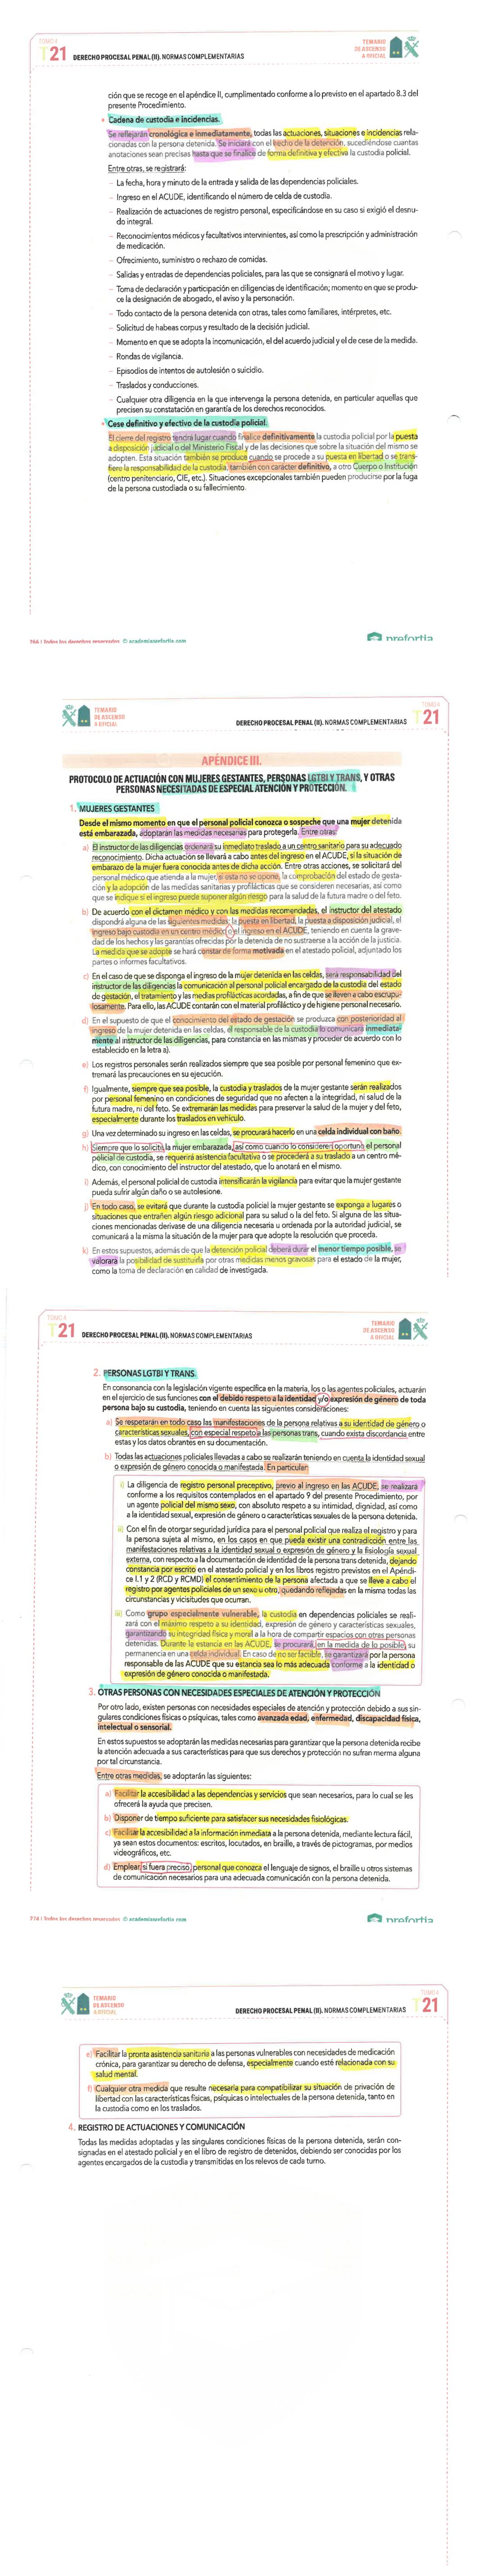 TOMO 4
T21 DERECHO PROCESAL PENAL (II). NORMAS COMPLEMENTARIAS
TEMARIO
DE ASCENSO
A OFICIAL
ción que se recoge en el apéndice II, cumplimentado conforme a lo previsto en el apartado 8.3 del
presente Procedimiento.
• Cadena de custodia e incidencias.
Se reflejarán cronológica e inmediatamente, todas las actuaciones, situaciones e incidencias rela-
cionadas con la persona detenida. Se iniciará con el hecho de la detención, sucediéndose cuantas
anotaciones sean precisas hasta que se finalice de forma definitiva y efectiva la custodia policial.
Entre otras, se registrará:
– La fecha, hora y minuto de la entrada y salida de las dependencias policiales.
– Ingreso en el ACUDE, identificando el número de celda de custodia.
– Realización de actuaciones de registro personal, especificándose en su caso si exigió el desnu-
do integral.
– Reconocimientos médicos y facultativos intervinientes, así como la prescripción y administración
de medicación.
– Ofrecimiento, suministro o rechazo de comidas.
– Salidas y entradas de dependencias policiales, para las que se consignará el motivo y lugar.
– Toma de declaración y participación en diligencias de identificación; momento en que se produ-
ce la designación de abogado, el aviso y la personación.
– Todo contacto de la persona detenida con otras, tales como familiares, intérpretes, etc.
– Solicitud de habeas corpus y resultado de la decisión judicial.
– Momento en que se adopta la incomunicación, el del acuerdo judicial y el de cese de la medida.
– Rondas de vigilancia.
– Episodios de intentos de autolesión o suicidio.
– Traslados y conducciones.
– Cualquier otra diligencia en la que intervenga la persona detenida, en particular aquellas que
precisen su constatación en garantía de los derechos reconocidos.
• Cese definitivo y efectivo de la custodia policial.
El cierre del registro tendrá lugar cuando finalice definitivamente la custodia policial por la puesta
a disposición judicial o del Ministerio Fiscal y de las decisiones que sobre la situación del mismo se
adopten. Esta situación también se produce cuando se procede a su puesta en libertad o se trans-
fiere la responsabilidad de la custodia, también con carácter definitivo, a otro Cuerpo o Institución
(centro penitenciario, CIE, etc.). Situaciones excepcionales también pueden producirse por la fuga
de la persona custodiada o su fallecimiento.
Todos los derechos reservados © academiaprefortia.com
prefortia
TEMARIO
DE ASCENSO
A OFICIAL
DERECHO PROCESAL PENAL (II). NORMAS COMPLEMENTARIAS
TOMO 4
T21
APÉNDICE III.
PROTOCOLO DE ACTUACIÓN CON MUJERES GESTANTES, PERSONAS LGTBI Y TRANS, Y OTRAS
PERSONAS NECESITADAS DE ESPECIAL ATENCIÓN Y PROTECCIÓN.
1. MUJERES GESTANTES
Desde el mismo momento en que el personal policial conozca o sospeche que una mujer detenida
está embarazada, adoptarán las medidas necesarias para protegerla. Entre otras:
a) El instructor de las diligencias ordenará su inmediato traslado a un centro sanitario para su adecuado
reconocimiento. Dicha actuación se llevará a cabo antes del ingreso en el ACUDE, si la situación de
embarazo de la mujer fuera conocida antes de dicha acción. Entre otras acciones, se solicitará del
personal médico que atienda a la mujer, si esta no se opone, la comprobación del estado de gesta-
ción y la adopción de las medidas sanitarias y profilácticas que se consideren necesarias, así como
que se indique si el ingreso puede suponer algún riesgo para la salud de la futura madre o del feto.
b) De acuerdo con el dictamen médico y con las medidas recomendadas, el instructor del atestado
dispondrá alguna de las siguientes medidas: la puesta en libertad, la puesta a disposición judicial, el
ingreso bajo custodia en un centro médico o el ingreso en el ACUDE, teniendo en cuenta la grave-
dad de los hechos y las garantías ofrecidas por la detenida de no sustraerse a la acción de la justicia.
La medida que se adopte se hará constar de forma motivada en el atestado policial, adjuntado los
partes o informes facultativos.
c) En el caso de que se disponga el ingreso de la mujer detenida en las celdas, será responsabilidad del
instructor de las diligencias la comunicación al personal policial encargado de la custodia del estado
de gestación, el tratamiento y las medias profilácticas acordadas, a fin de que se lleven a cabo escrupu-
losamente. Para ello, las ACUDE contarán con el material profiláctico y de higiene personal necesario.
d) En el supuesto de que el conocimiento del estado de gestación se produzca con posterioridad al
ingreso de la mujer detenida en las celdas, el responsable de la custodia lo comunicará inmediata-
mente al instructor de las diligencias, para constancia en las mismas y proceder de acuerdo con lo
establecido en la letra a).
e) Los registros personales serán realizados siempre que sea posible por personal femenino que ex-
tremará las precauciones en su ejecución.
f) Igualmente, siempre que sea posible, la custodia y traslados de la mujer gestante serán realizados
por personal femenino en condiciones de seguridad que no afecten a la integridad, ni salud de la
futura madre, ni del feto. Se extremarán las medidas para preservar la salud de la mujer y del feto,
especialmente durante los traslados en vehículo.
g) Una vez determinado su ingreso en las celdas, se procurará hacerlo en una celda individual con baño.
h) Siempre que lo solicite la mujer embarazada, así como cuando lo considere oportuno el personal
policial de custodia, se requerirá asistencia facultativa o se procederá a su traslado a un centro mé-
dico, con conocimiento del instructor del atestado, que lo anotará en el mismo.
i) Además, el personal policial de custodia intensificarán la vigilancia para evitar que la mujer gestante
pueda sufrir algún daño o se autolesione.
j) En todo caso, se evitará que durante la custodia policial la mujer gestante se exponga a lugares o
situaciones que entrañen algún riesgo adicional para su salud o la del feto. Si alguna de las situa-
ciones mencionadas derivase de una diligencia necesaria u ordenada por la autoridad judicial, se
comunicará a la misma la situación de la mujer para que adopte la resolución que proceda.
k) En estos supuestos, además de que la detención policial deberá durar el menor tiempo posible, se
valorará la posibilidad de sustituirla por otras medidas menos gravosas para el estado de la mujer,
como la toma de declaración en calidad de investigada.
TOMO 4
T21 DERECHO PROCESAL PENAL (II). NORMAS COMPLEMENTARIAS
TEMARIO
DE ASCENSO
A OFICIAL
2. PERSONAS LGTBI Y TRANS.
En consonancia con la legislación vigente específica en la materia, los o las agentes policiales, actuarán
en el ejercicio de sus funciones con el debido respeto a la identidad y/o expresión de género de toda
persona bajo su custodia, teniendo en cuenta las siguientes consideraciones:
a) Se respetarán en todo caso las manifestaciones de la persona relativas a su identidad de género o
características sexuales, con especial respeto a las personas trans, cuando exista discordancia entre
estas y los datos obrantes en su documentación.
b) Todas las actuaciones policiales llevadas a cabo se realizarán teniendo en cuenta la identidad sexual
o expresión de género conocida o manifestada. En particular:
i) La diligencia de registro personal preceptivo, previo al ingreso en las ACUDE, se realizará
conforme a los requisitos contemplados en el apartado 9 del presente Procedimiento, por
un agente policial del mismo sexo, con absoluto respeto a su intimidad, dignidad, así como
a la identidad sexual, expresión de género o características sexuales de la persona detenida.
ii) Con el fin de otorgar seguridad jurídica para el personal policial que realiza el registro y para
la persona sujeta al mismo, en los casos en que pueda existir una contradicción entre las
manifestaciones relativas a la identidad sexual o expresión de género y la fisiología sexual
externa, con respecto a la documentación de identidad de la persona trans detenida, dejando
constancia por escrito en el atestado policial y en los libros registro previstos en el Apéndi-
ce I.1 y 2 (RCD y RCMD) el consentimiento de la persona afectada a que se lleve a cabo el
registro por agentes policiales de un sexo u otro, quedando reflejadas en la misma todas las
circunstancias y vicisitudes que ocurran.
iii) Como grupo especialmente vulnerable, la custodia en dependencias policiales se reali-
zará con el máximo respeto a su identidad, expresión de género y características sexuales,
garantizando su integridad física y moral a la hora de compartir espacios con otras personas
detenidas. Durante la estancia en las ACUDE, se procurará, en la medida de lo posible, su
permanencia en una celda individual. En caso de no ser factible, se garantizará por la persona
responsable de las ACUDE que su estancia sea lo más adecuada conforme a la identidad o
expresión de género conocida o manifestada.
3. OTRAS PERSONAS CON NECESIDADES ESPECIALES DE ATENCIÓN Y PROTECCIÓN
Por otro lado, existen personas con necesidades especiales de atención y protección debido a sus sin-
gulares condiciones físicas o psíquicas, tales como avanzada edad, enfermedad, discapacidad física,
intelectual o sensorial.
En estos supuestos se adoptarán las medidas necesarias para garantizar que la persona detenida recibe
la atención adecuada a sus características para que sus derechos y protección no sufran merma alguna
por tal circunstancia.
Entre otras medidas, se adoptarán las siguientes:
a) Facilitar la accesibilidad a las dependencias y servicios que sean necesarios, para lo cual se les
ofrecerá la ayuda que precisen.
b) Disponer de tiempo suficiente para satisfacer sus necesidades fisiológicas.
c) Facilitar la accesibilidad a la información inmediata a la persona detenida, mediante lectura fácil,
ya sean estos documentos: escritos, locutados, en braille, a través de pictogramas, por medios
videográficos, etc.
d) Emplear, si fuera preciso, personal que conozca el lenguaje de signos, el braille u otros sistemas
de comunicación necesarios para una adecuada comunicación con la persona detenida.
Todos los derechos reservados © academiaprefortia.com
prefortia
TEMARIO
DE ASCENSO
A OFICIAL
DERECHO PROCESAL PENAL (II). NORMAS COMPLEMENTARIAS
TOMO 4
T21
e) Facilitar la pronta asistencia sanitaria a las personas vulnerables con necesidades de medicación
crónica, para garantizar su derecho de defensa, especialmente cuando esté relacionada con su
salud mental.
f) Cualquier otra medida que resulte necesaria para compatibilizar su situación de privación de
libertad con las características físicas, psíquicas o intelectuales de la persona detenida, tanto en
la custodia como en los traslados.
4. REGISTRO DE ACTUACIONES Y COMUNICACIÓN
Todas las medidas adoptadas y las singulares condiciones físicas de la persona detenida, serán con-
signadas en el atestado policial y en el libro de registro de detenidos, debiendo ser conocidas por los
agentes encargados de la custodia y transmitidas en los relevos de cada turno.